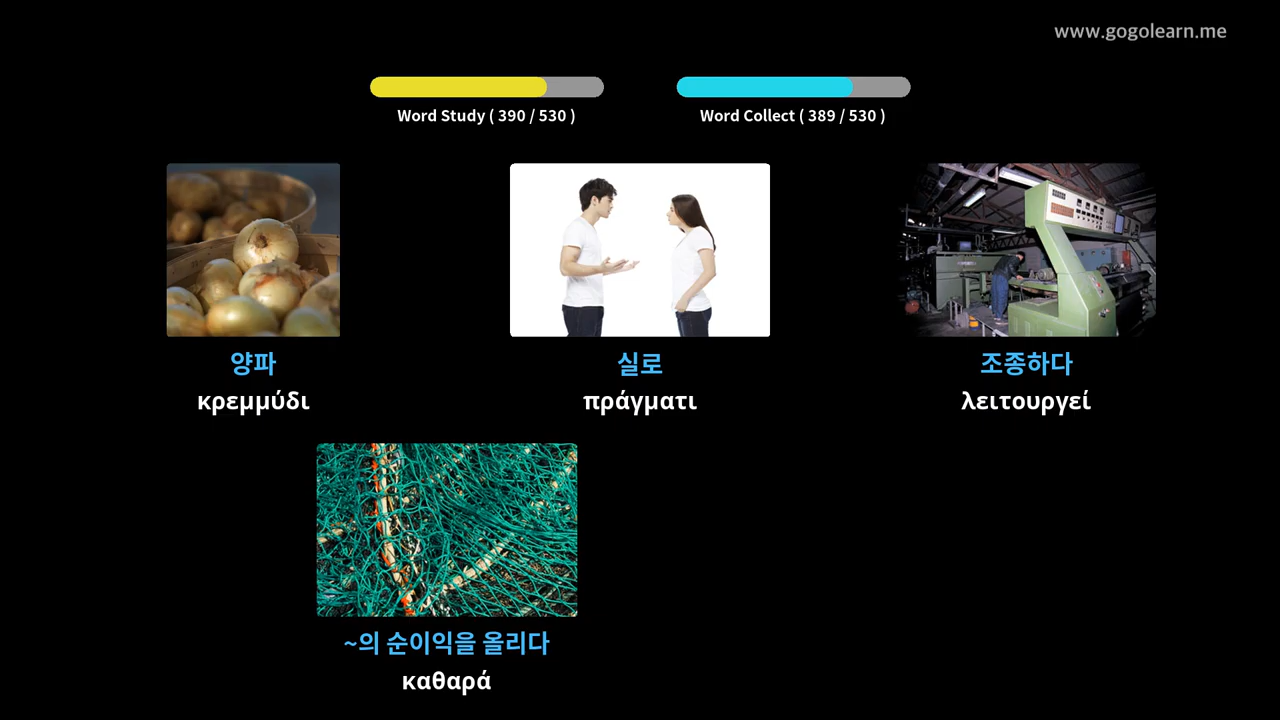 www.gogolearn.me
Word Study ( 390 / 530 )
Word Collect ( 389 / 530 )
양파
κρεμμύδι
실로
πράγματι
조종하다
λειτουργεί
~의 순이익을 올리다
καθαρά